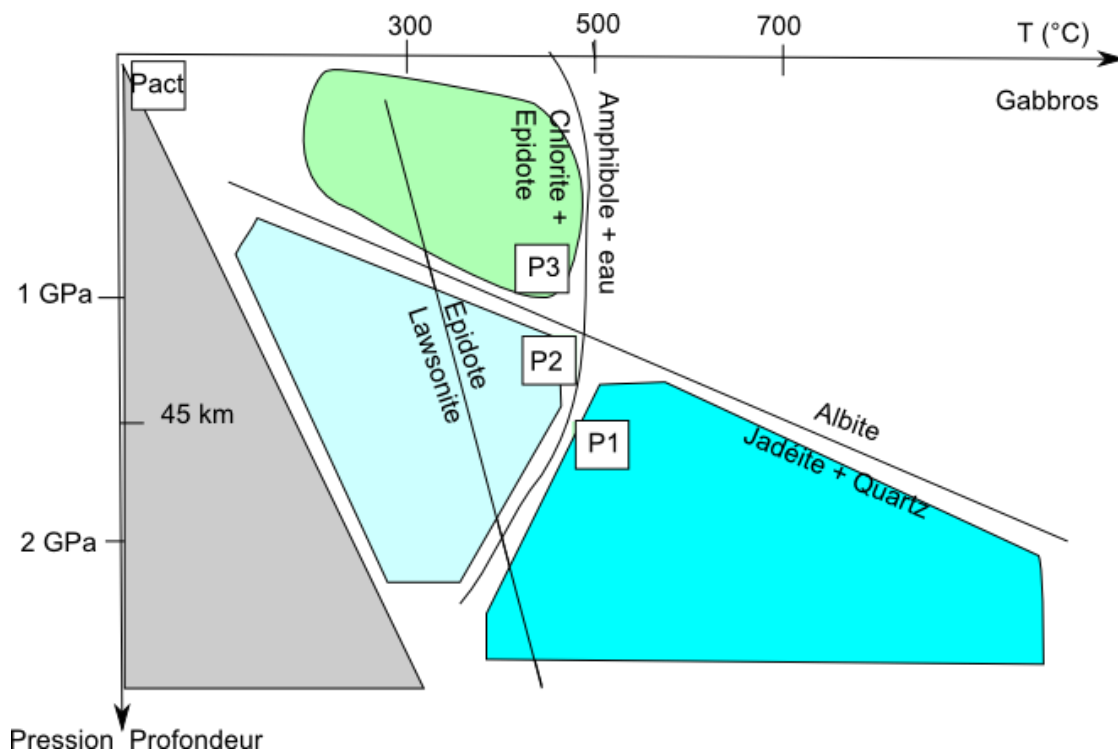 300
500
700
T (°C)
Pact
Gabbros
Chlorite +
Epidote
Amphibole + eau
P3
1 GPa
Epidote
Lawsonite
P2
45 km
P1
Albite
Jadéite + Quartz
2 GPa
Pression
Profondeur